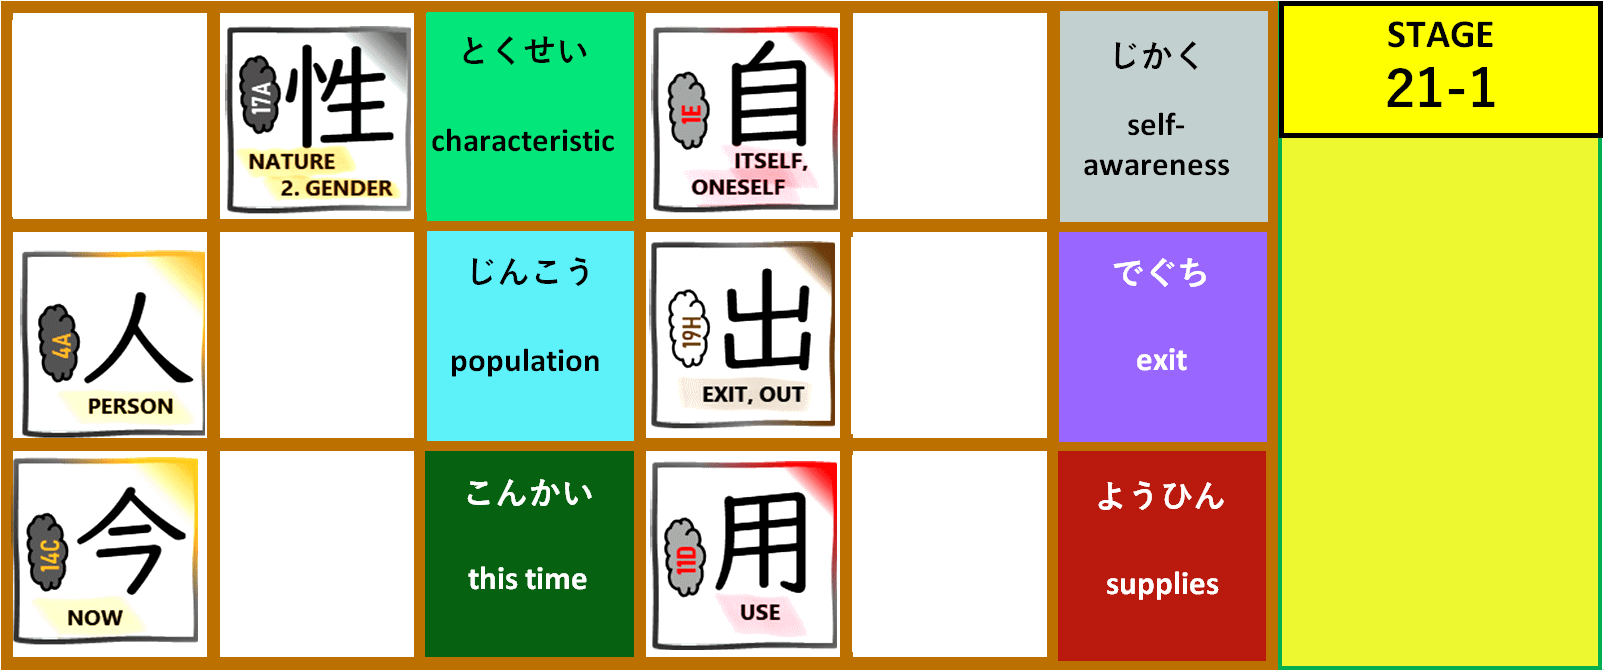 17A
性
NATURE
2. GENDER
とくせい
characteristic
1E
自
ITSELF,
ONESELF
じかく
self-
awareness
STAGE
21-1
4A
人
PERSON
じんこう
population
19H
出
EXIT, OUT
でぐち
exit
14C
今
NOW
こんかい
this time
11D
用
USE
ようひん
supplies